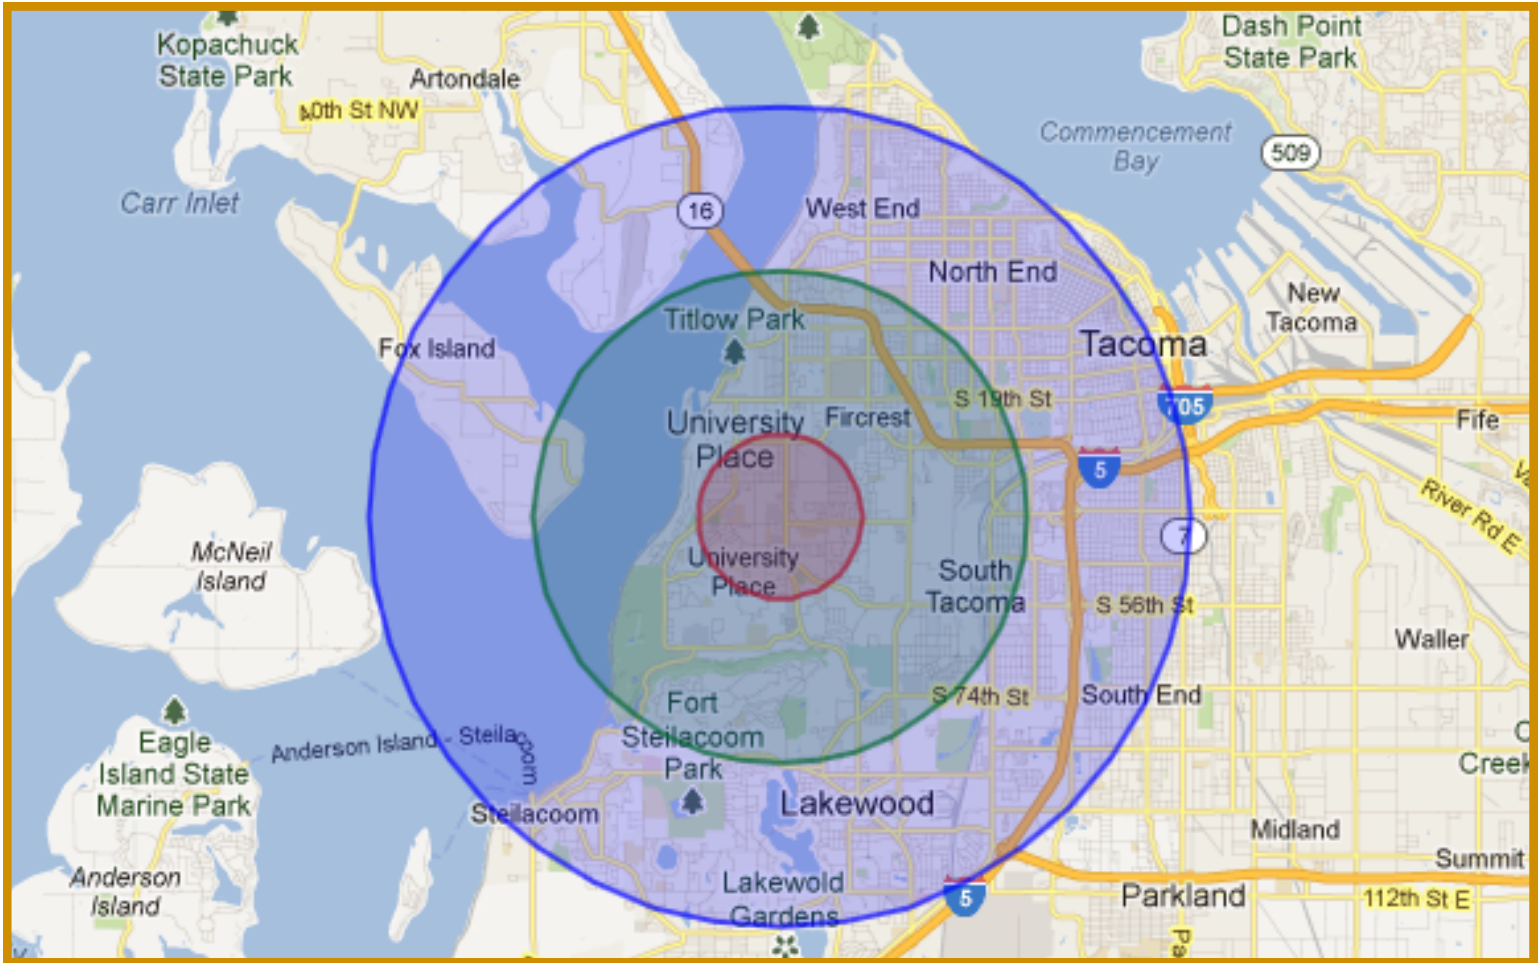 Dash Point
State Park
Kopachuck
State Park
Artondale
40th St NW
Commencement
Bay
509
Carr Inlet
16
West End
North End
New
Tacoma
Titlow Park
Tacoma
Fox Island
S 19th St
705
University
Place
Fircrest
Fife
5
River Rd E
7
McNeil
Island
University
Place
South
Tacoma
S 56th St
Waller
Fort
Steilacoom
Park
S 74th St
South End
Eagle
Island State
Marine Park
Anderson Island - Steilacoom
Creek
Steilacoom
Lakewood
Midland
Summit
Anderson
Island
Lakewold
Gardens
5
Parkland
112th St E
Pa